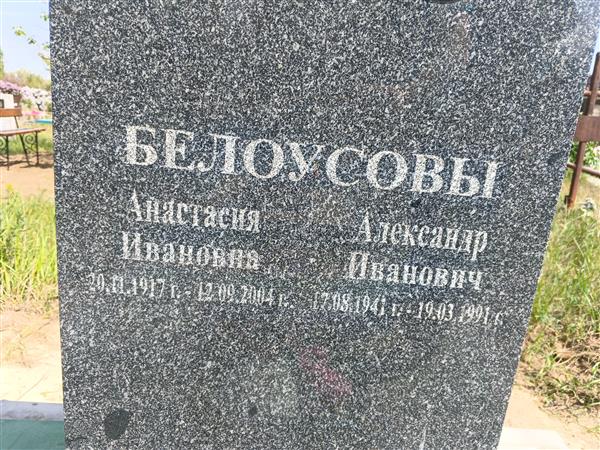 БЕЛОУСОВЫ
Анастасия
Ивановна
20.11.1917 г. - 12.09.2004 г.
Александр
Иванович
17.08.1941 г. - 19.03.1991 г.